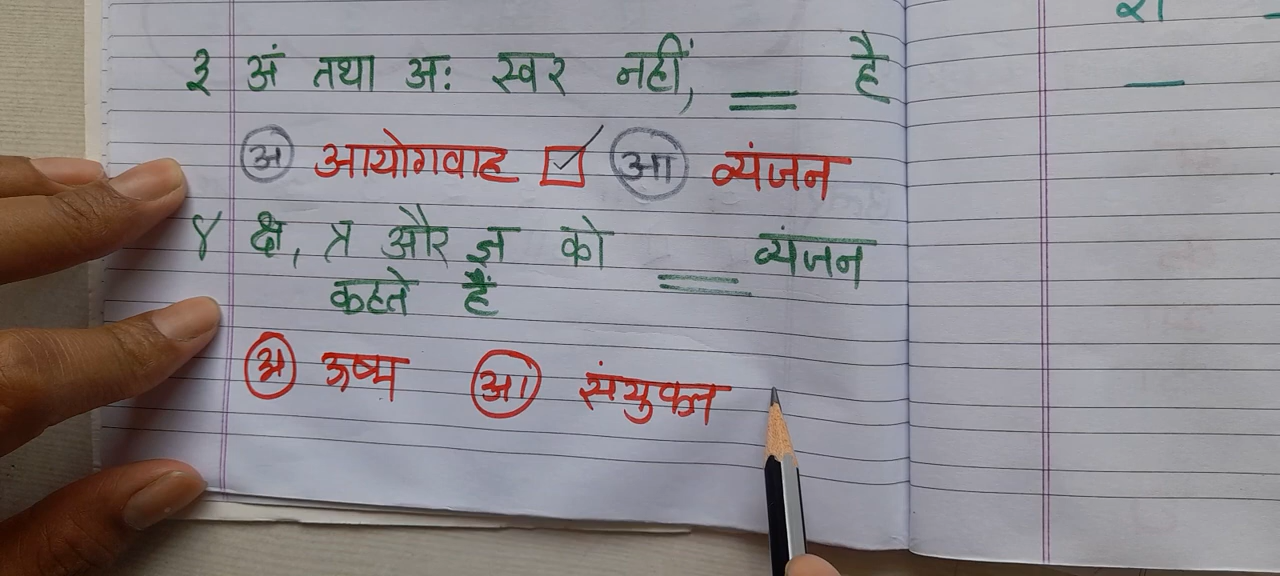 ३ अं तथा अः स्वर नहीं, __ है
अ आयोगवाह आ व्यंजन
४ क्ष, त्र और ज्ञ को __ व्यंजन
कहते हैं
अ ऊष्म आ संयुक्त